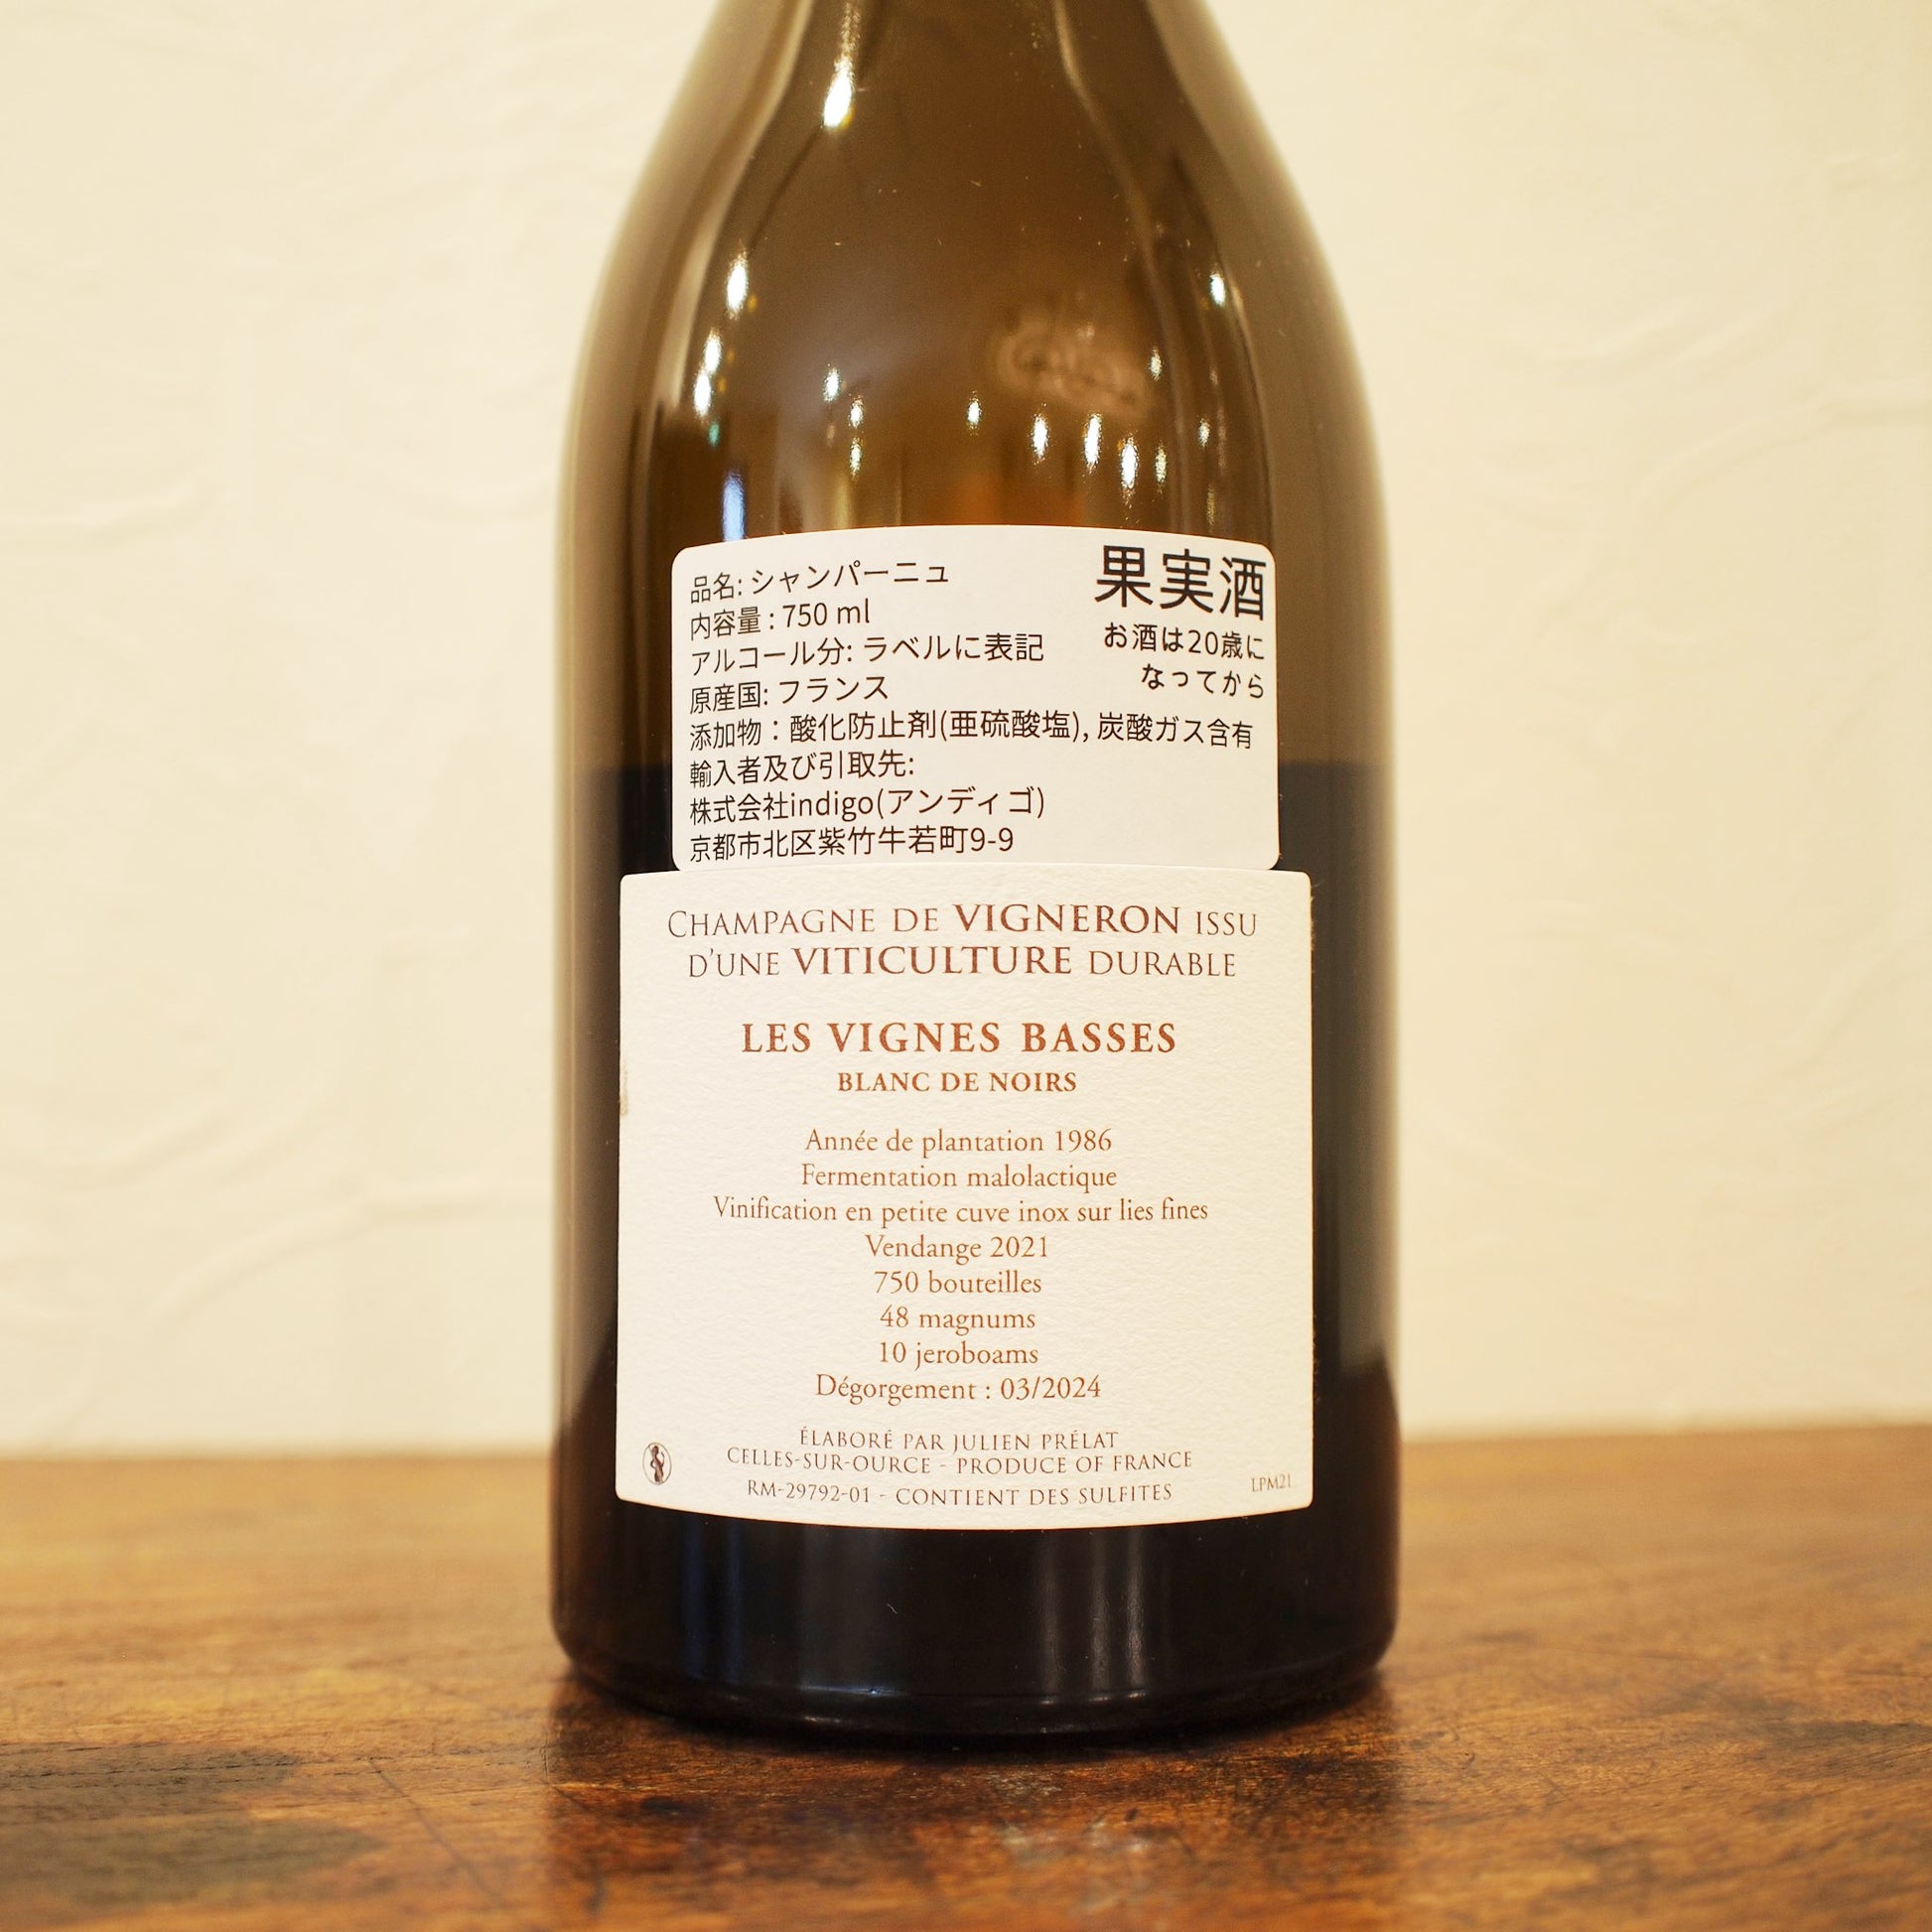 品名: シャンパーニュ
果実酒
内容量 : 750 ml
アルコール分: ラベルに表記
お酒は20歳に
なってから
原産国: フランス
添加物：酸化防止剤(亜硫酸塩), 炭酸ガス含有
輸入者及び引取先:
株式会社indigo(アンディゴ)
京都市北区紫竹牛若町9-9
CHAMPAGNE DE VIGNERON ISSU
D'UNE VITICULTURE DURABLE
LES VIGNES BASSES
BLANC DE NOIRS
Année de plantation 1986
Fermentation malolactique
Vinification en petite cuve inox sur lies fines
Vendange 2021
750 bouteilles
48 magnums
10 jeroboams
Dégorgement : 03/2024
ÉLABORÉ PAR JULIEN PRÉLAT
CELLES-SUR-OURCE - PRODUCE OF FRANCE
RM-29792-01 - CONTIENT DES SULFITES
LPM21